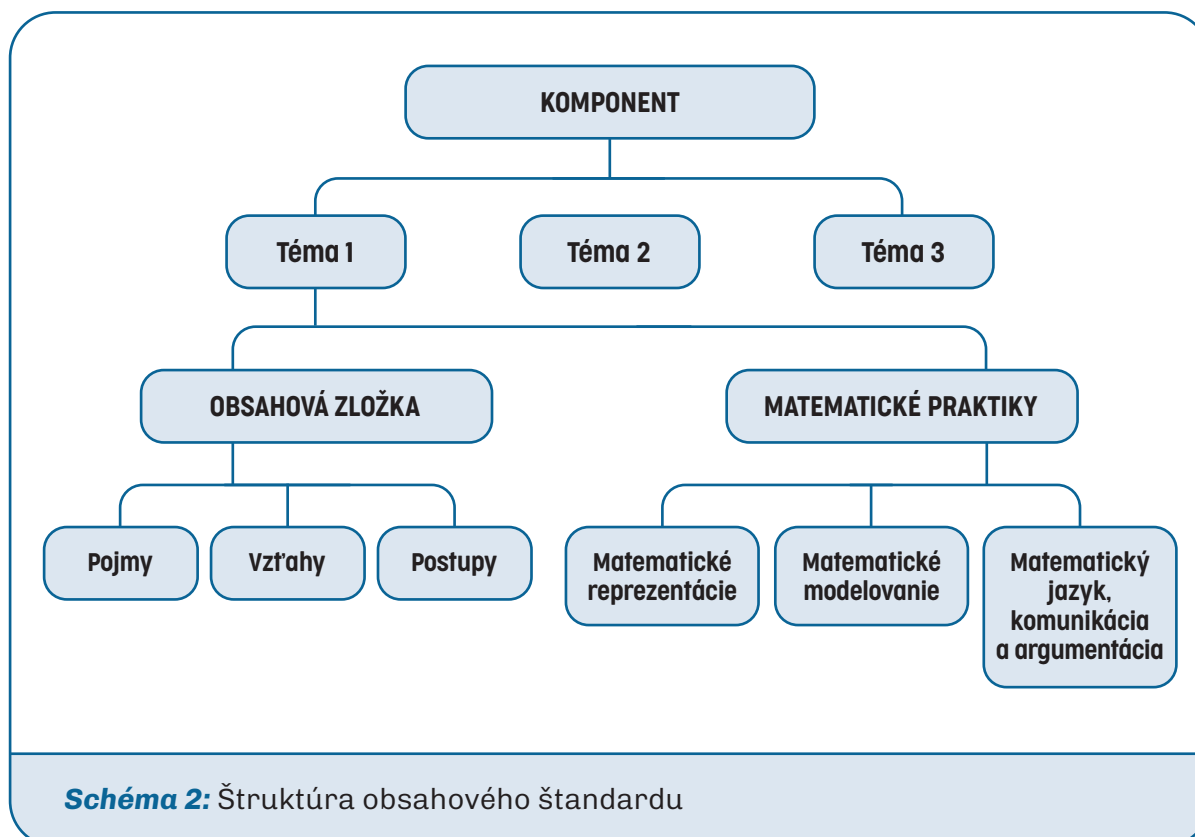 KOMPONENT
Téma 1
Téma 2
Téma 3
OBSAHOVÁ ZLOŽKA
MATEMATICKÉ PRAKTIKY
Pojmy
Vzťahy
Postupy
Matematické
reprezentácie
Matematické
modelovanie
Matematický
jazyk,
komunikácia
a argumentácia
Schéma 2: Štruktúra obsahového štandardu